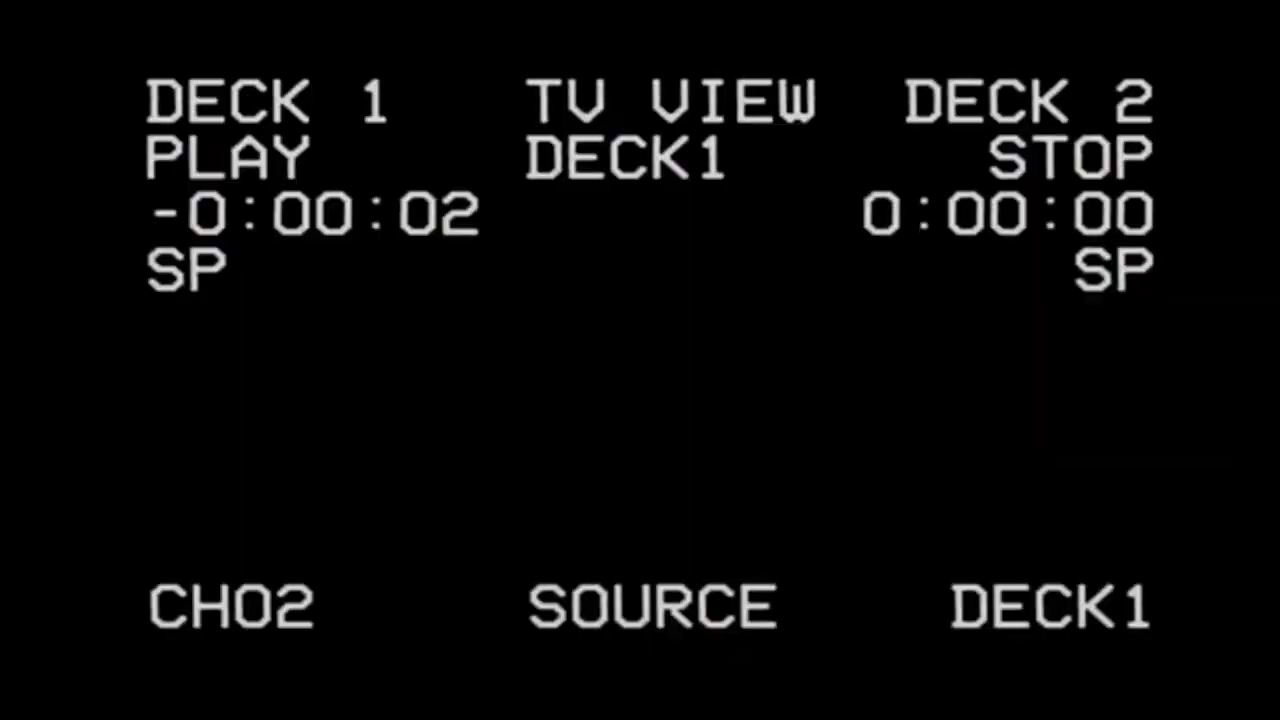 DECK 1 TV VIEW DECK 2
PLAY DECK1 STOP
-0:00:02 0:00:00
SP SP
CH02 SOURCE DECK1